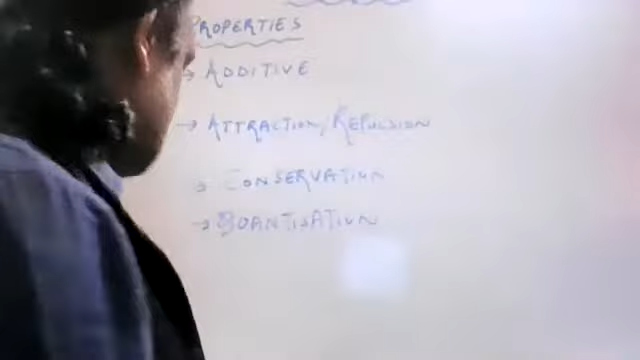 PROPERTIES
→ ADDITIVE
→ ATTRACTION/REPULSION
→ CONSERVATION
→ QUANTISATION